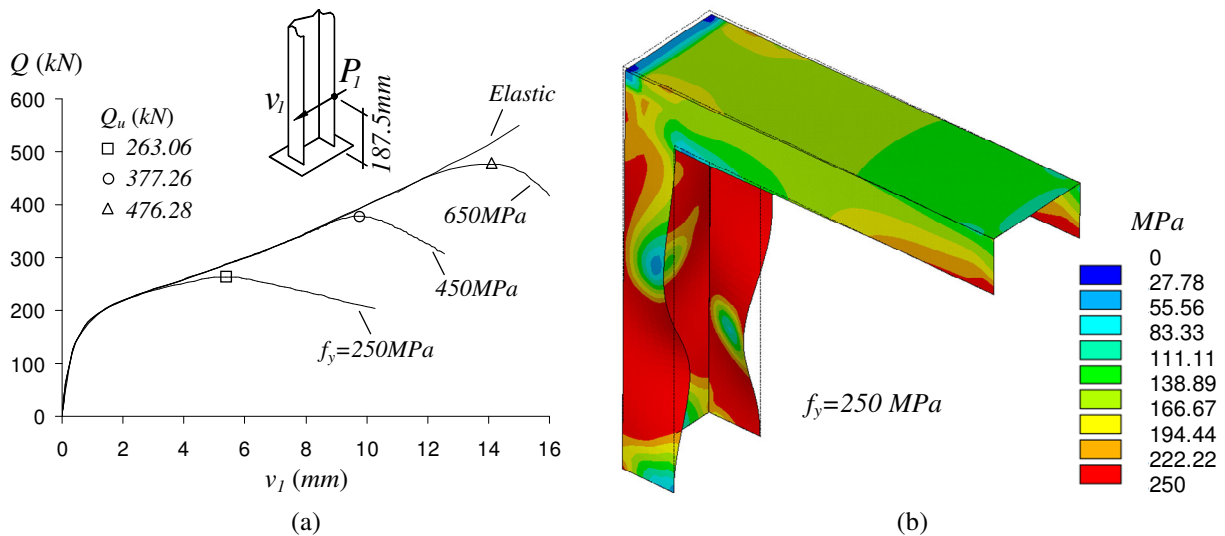 Q (kN)
600
500
400
300
200
100
0
0 2 4 6 8 10 12 14 16
v1 (mm)
Qu (kN)
263.06
377.26
476.28
P1
v1
187.5mm
Elastic
650MPa
450MPa
fy=250MPa
(a)
fy=250 MPa
MPa
0
27.78
55.56
83.33
111.11
138.89
166.67
194.44
222.22
250
(b)